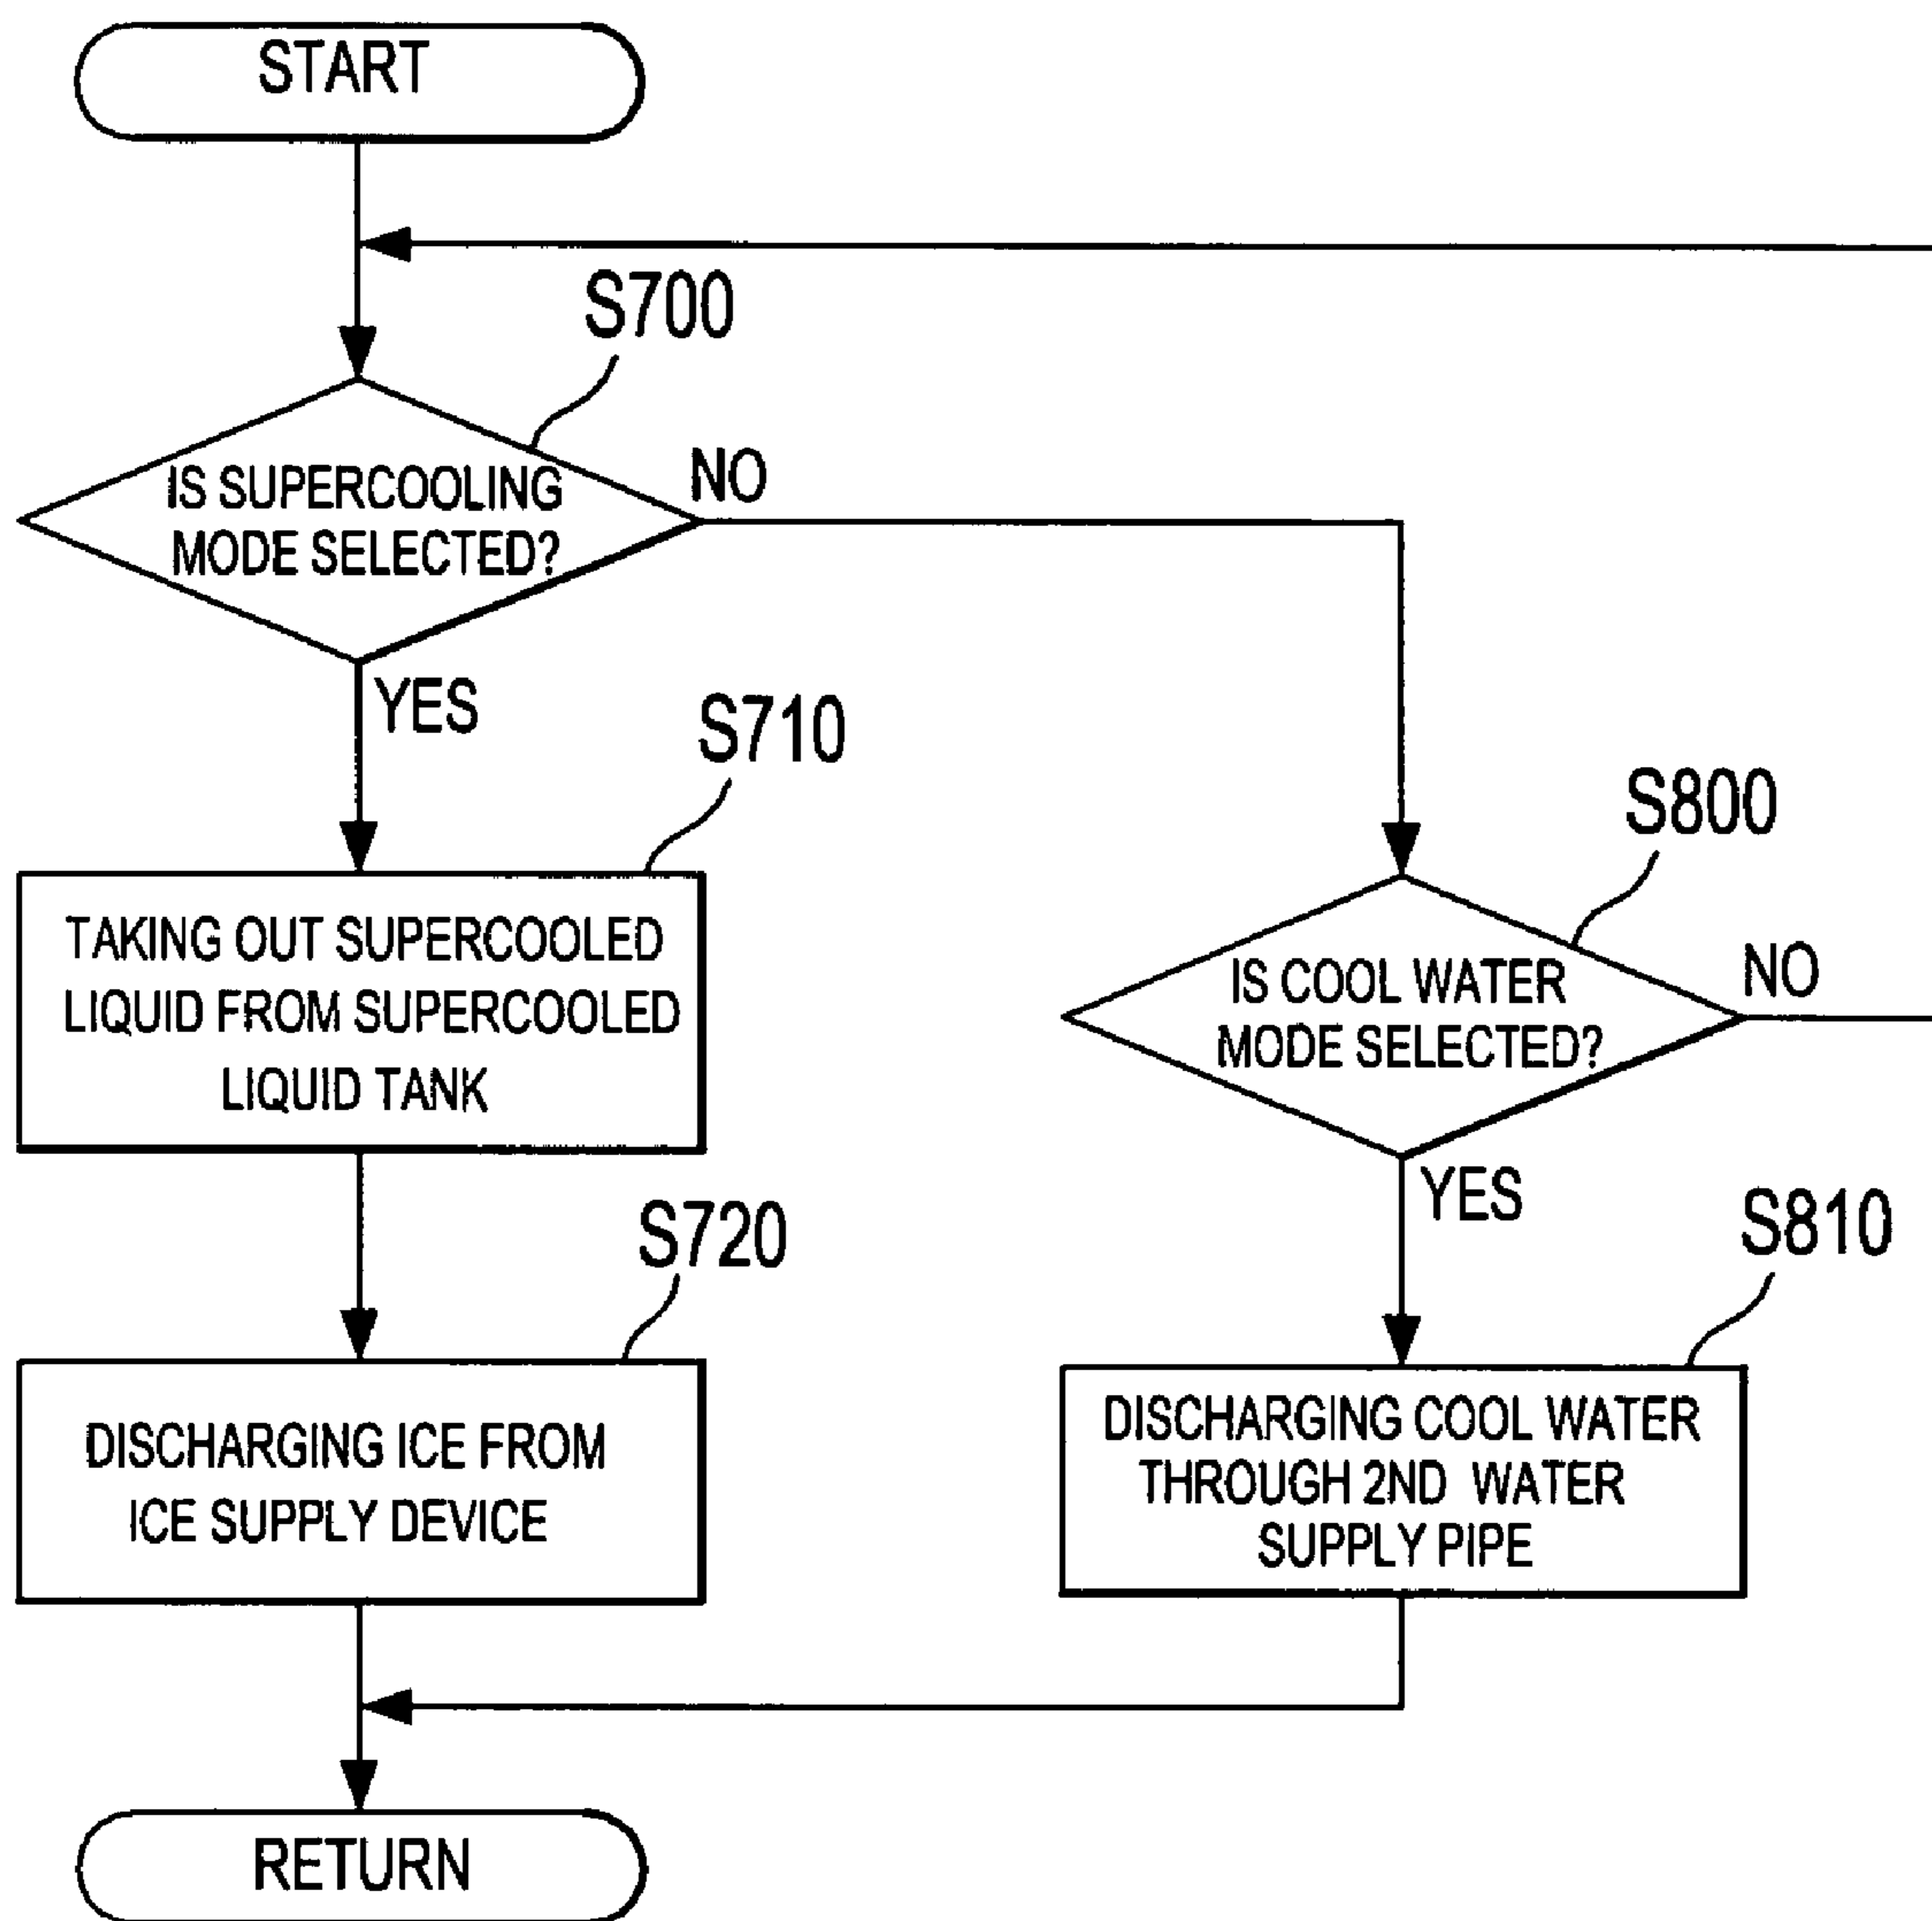 START
S700
IS SUPERCOOLING
MODE SELECTED?
NO
YES
S710
TAKING OUT SUPERCOOLED
LIQUID FROM SUPERCOOLED
LIQUID TANK
S800
IS COOL WATER
MODE SELECTED?
NO
YES
S720
DISCHARGING ICE FROM
ICE SUPPLY DEVICE
S810
DISCHARGING COOL WATER
THROUGH 2ND WATER
SUPPLY PIPE
RETURN